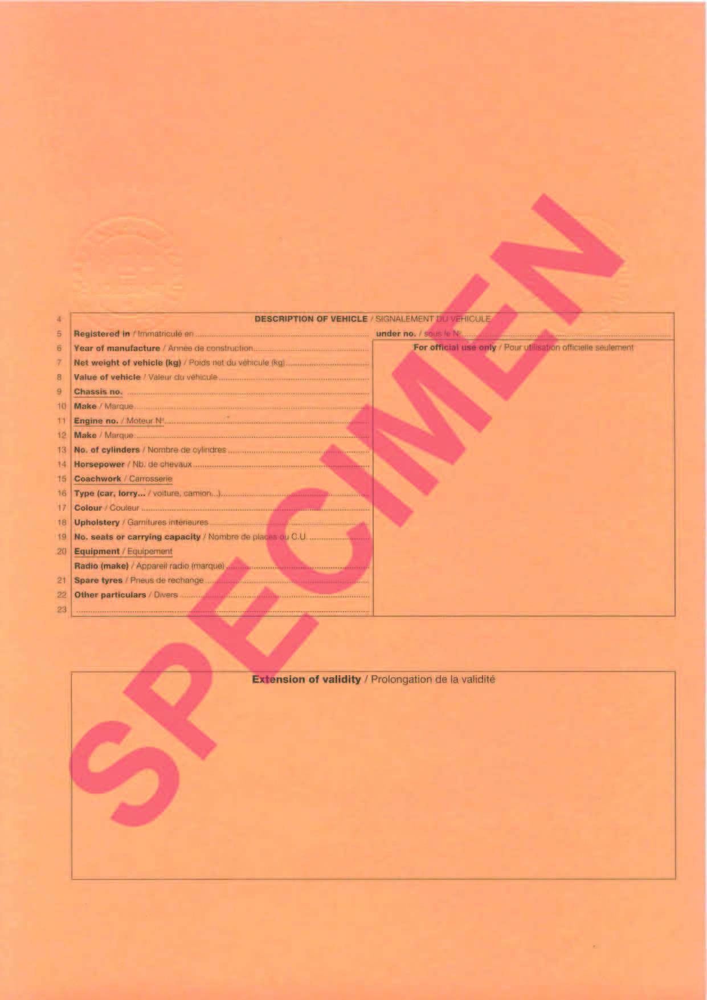 4 DESCRIPTION OF VEHICLE / SIGNALEMENT DU VEHICULE
5 Registered in / Immatriculé en under no. / sous le Nº
6 Year of manufacture / Année de construction For official use only / Pour utilisation officielle seulement
7 Net weight of vehicle (kg) / Poids net du véhicule (kg)
8 Value of vehicle / Valeur du véhicule
9 Chassis no.
10 Make / Marque
11 Engine no. / Moteur Nº
12 Make / Marque
13 No. of cylinders / Nombre de cylindres
14 Horsepower / Nb. de chevaux
15 Coachwork / Carrosserie
16 Type (car, lorry... / voiture, camion...)
17 Colour / Couleur
18 Upholstery / Garnitures intérieures
19 No. seats or carrying capacity / Nombre de places ou C.U.
20 Equipment / Equipement
Radio (make) / Appareil radio (marque)
21 Spare tyres / Pneus de rechange
22 Other particulars / Divers
23
Extension of validity / Prolongation de la validité
SPECIMEN